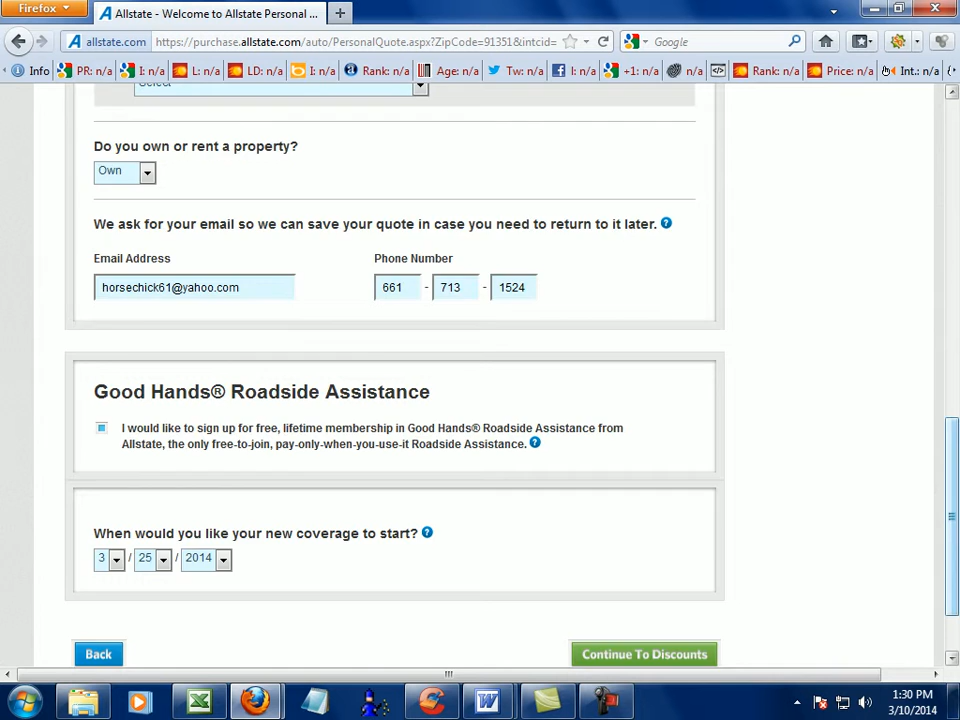 Firefox
Allstate - Welcome to Allstate Personal ...
allstate.com
https://purchase.allstate.com/auto/PersonalQuote.aspx?ZipCode=91351&intcid=
Google
Info
PR: n/a
I: n/a
L: n/a
LD: n/a
I: n/a
Rank: n/a
Age: n/a
Tw: n/a
I: n/a
+1: n/a
n/a
Rank: n/a
Price: n/a
Int.: n/a
Select
Do you own or rent a property?
Own
We ask for your email so we can save your quote in case you need to return to it later. ?
Email Address Phone Number
horsechick61@yahoo.com 661 - 713 - 1524
Good Hands® Roadside Assistance
I would like to sign up for free, lifetime membership in Good Hands® Roadside Assistance from
Allstate, the only free-to-join, pay-only-when-you-use-it Roadside Assistance. ?
When would you like your new coverage to start? ?
3 / 25 / 2014
Back Continue To Discounts
1:30 PM
3/10/2014